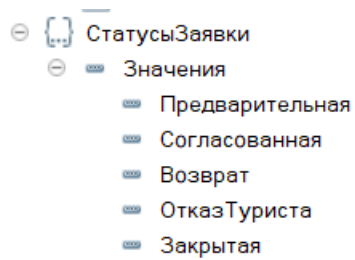 СтатусыЗаявки
Значения
Предварительная
Согласованная
Возврат
ОтказТуриста
Закрытая